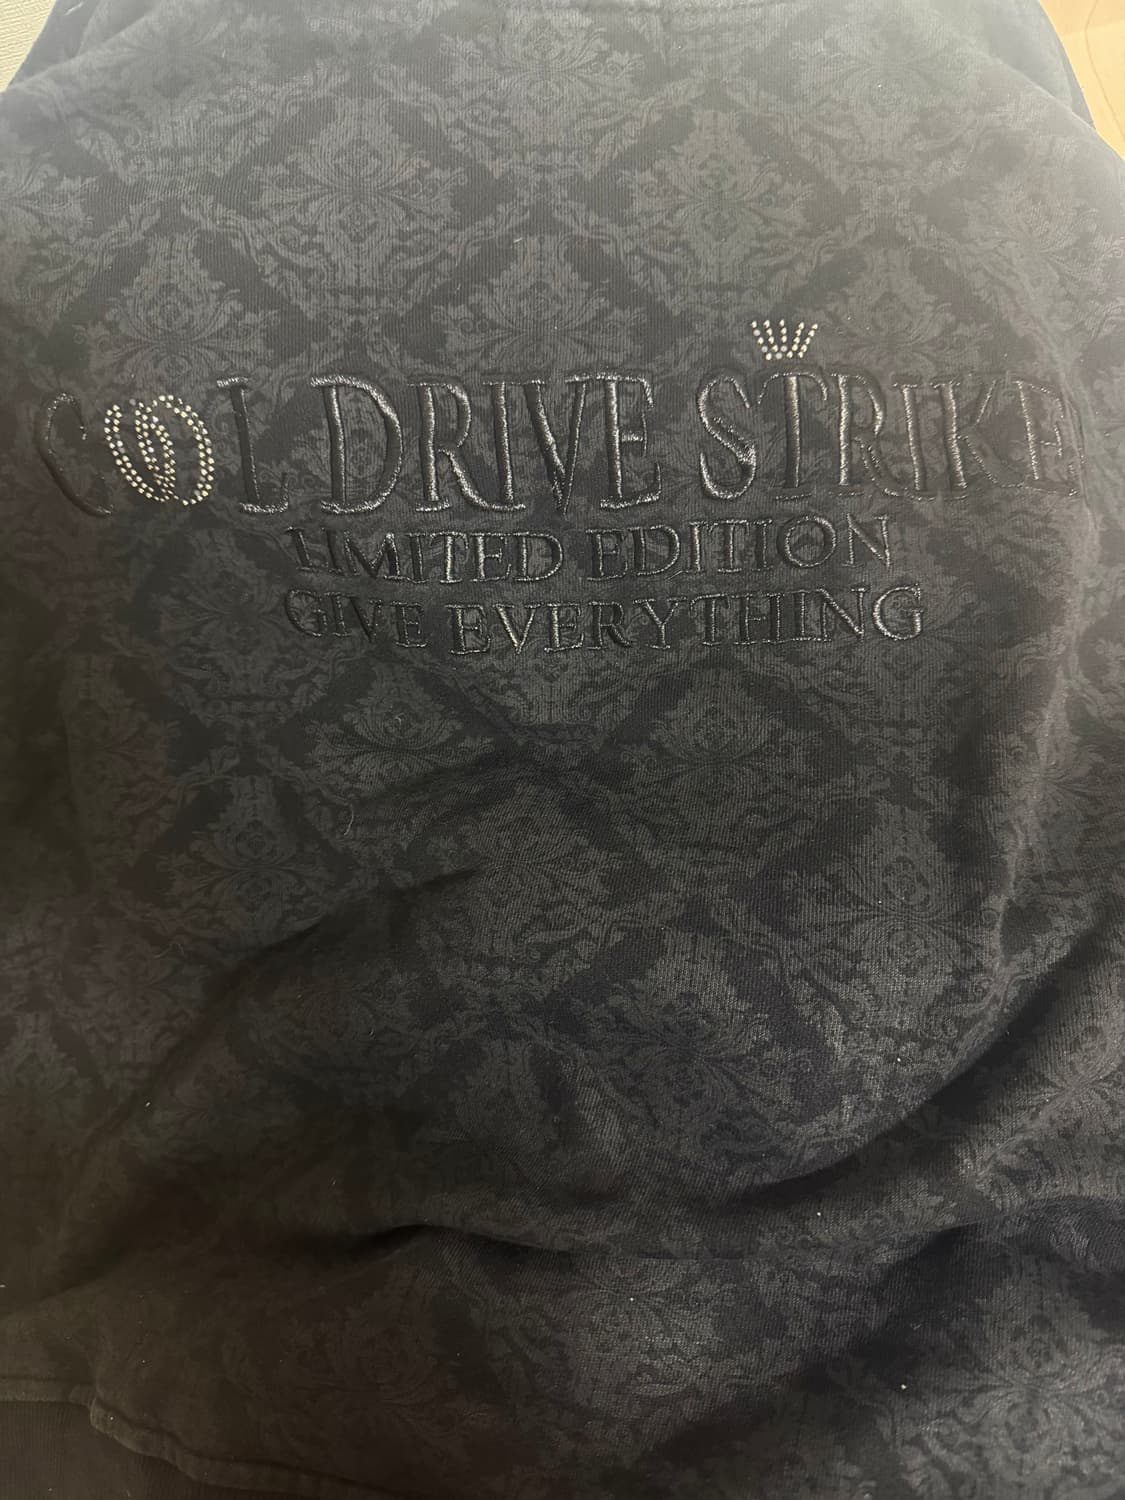 COOL DRIVE STRIKE
LIMITED EDITION
GIVE EVERYTHING